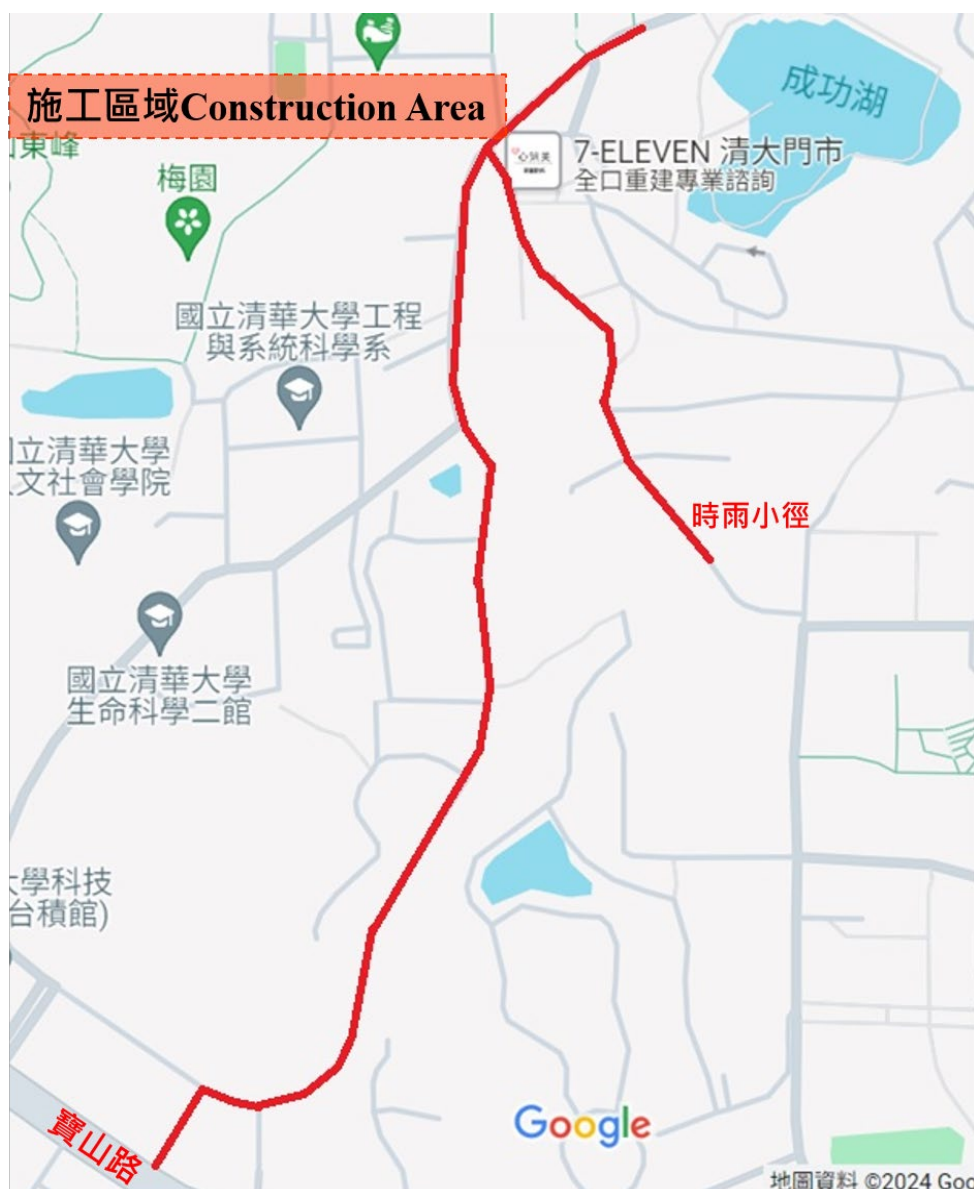 施工區域Construction Area
成功湖
東峰
梅園
7-ELEVEN 清大門市
全口重建專業諮詢
國立清華大學工程
與系統科學系
立清華大學
文社會學院
時雨小徑
國立清華大學
生命科學二館
學科技
台積館)
Google
寶山路
地圖資料 ©2024 Goo